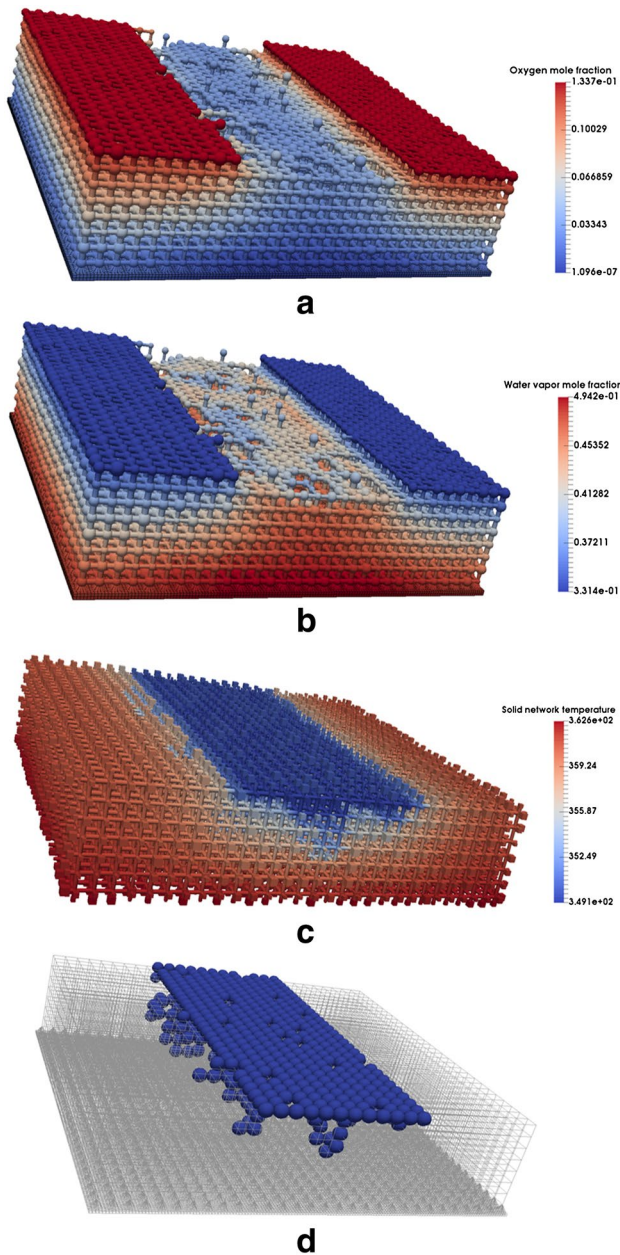 Oxygen mole fraction
1.337e-01
0.10029
0.06859
0.03343
1.096e-07
a
Water vapor mole fraction
4.942e-01
0.45352
0.41282
0.37211
3.314e-01
b
Solid network temperature
3.626e+02
359.24
355.87
352.49
3.491e+02
c
d